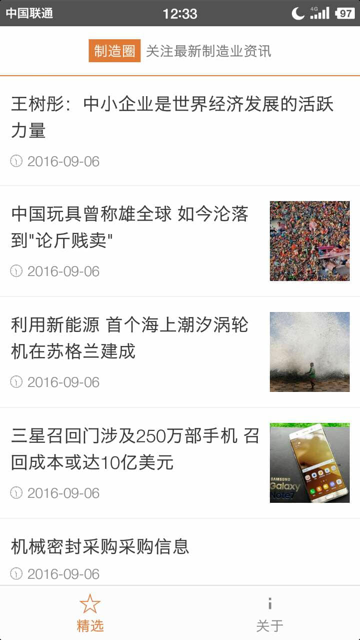 中国联通 12:33 4G 97
制造圈 关注最新制造业资讯
王树彤：中小企业是世界经济发展的活跃
力量
2016-09-06
中国玩具曾称雄全球 如今沦落
到"论斤贱卖"
2016-09-06
利用新能源 首个海上潮汐涡轮
机在苏格兰建成
2016-09-06
三星召回门涉及250万部手机 召
回成本或达10亿美元
2016-09-06
SAMSUNG
Galaxy
机械密封采购采购信息
2016-09-06
精选 关于